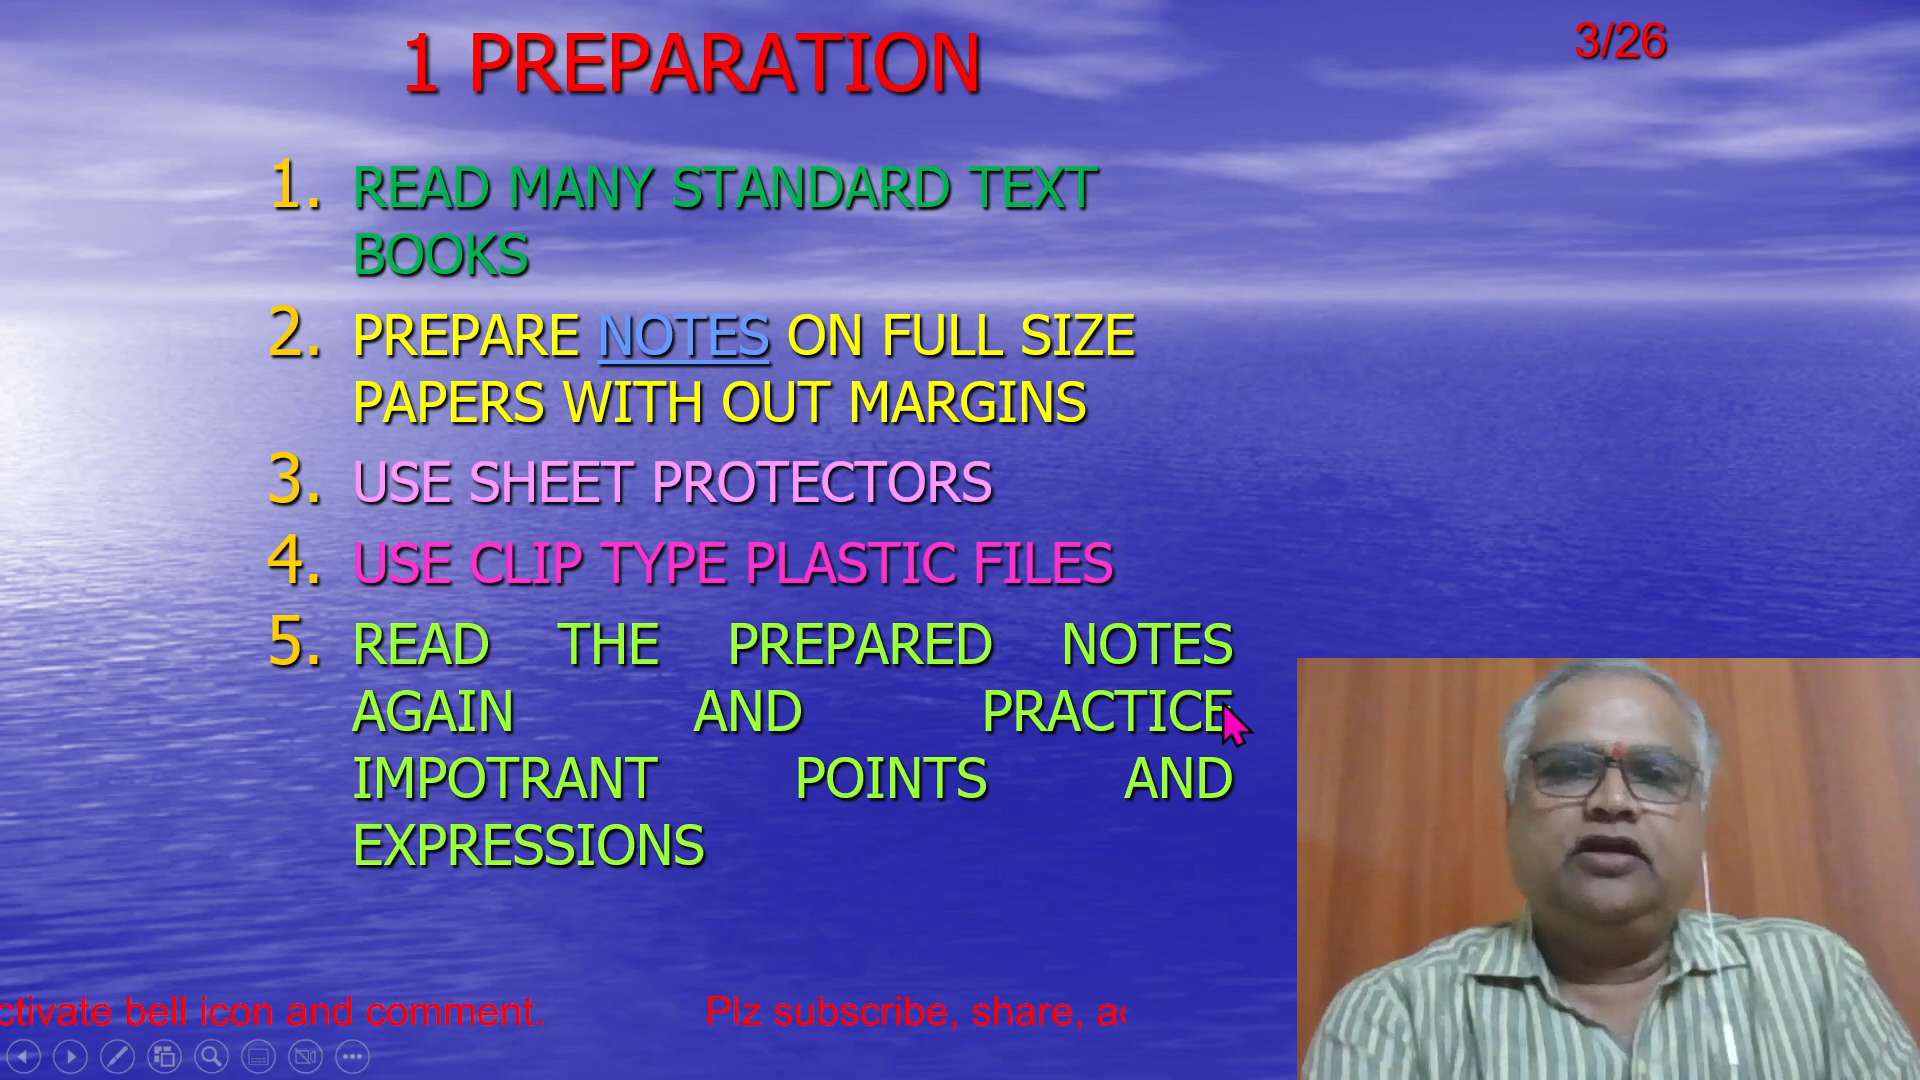 1 PREPARATION
3/26
1. READ MANY STANDARD TEXT
BOOKS
2. PREPARE NOTES ON FULL SIZE
PAPERS WITH OUT MARGINS
3. USE SHEET PROTECTORS
4. USE CLIP TYPE PLASTIC FILES
5. READ THE PREPARED NOTES
AGAIN AND PRACTICE
IMPOTRANT POINTS AND
EXPRESSIONS
ctivate bell icon and comment. Plz subscribe, share, ac